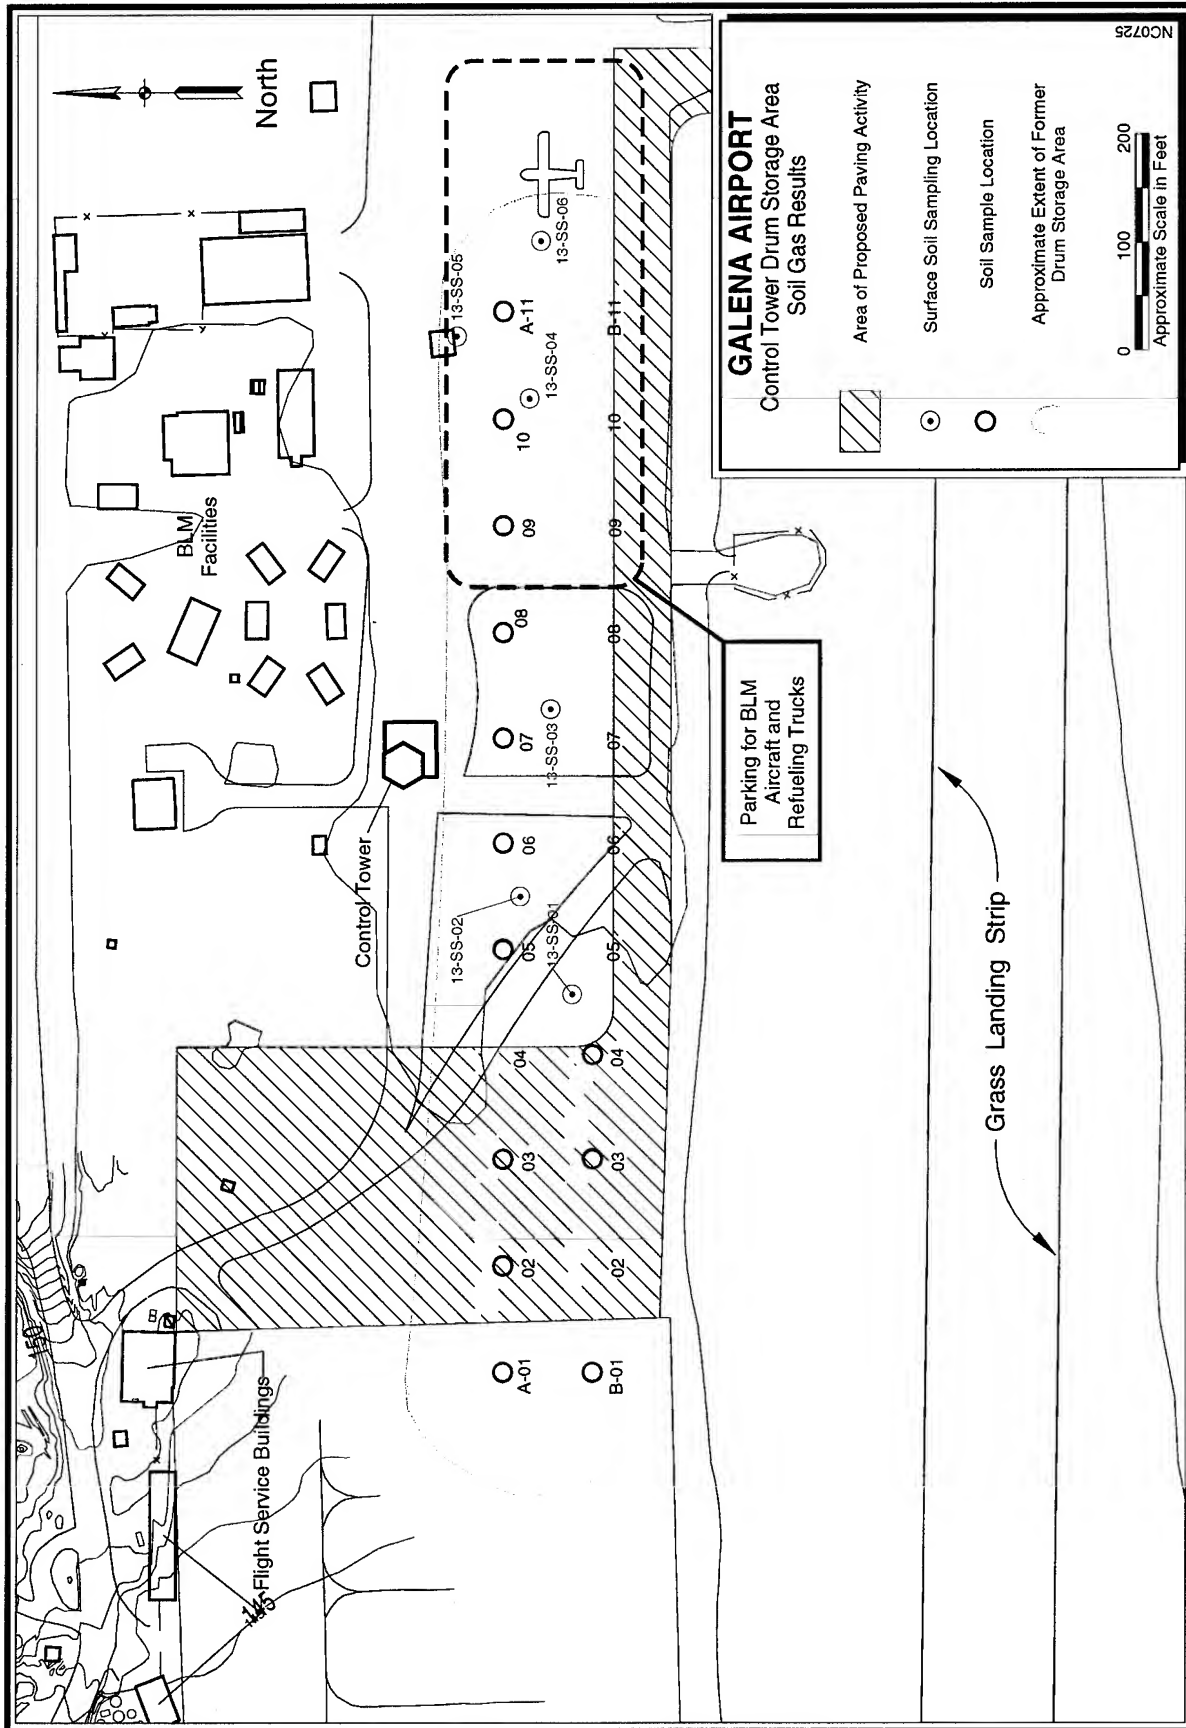 North
BLM
Facilities
150
Control Tower
Flight Service Buildings
13-SS-05
13-SS-06
13-SS-04
13-SS-03
13-SS-02
13-SS-01
A-01
02
03
04
05
06
07
08
09
10
A-11
B-01
02
03
04
05
06
07
08
09
10
B-11
Parking for BLM
Aircraft and
Refueling Trucks
Grass Landing Strip
GALENA AIRPORT
Control Tower Drum Storage Area
Soil Gas Results
Area of Proposed Paving Activity
Surface Soil Sampling Location
Soil Sample Location
Approximate Extent of Former
Drum Storage Area
0 100 200
Approximate Scale in Feet
NC0725